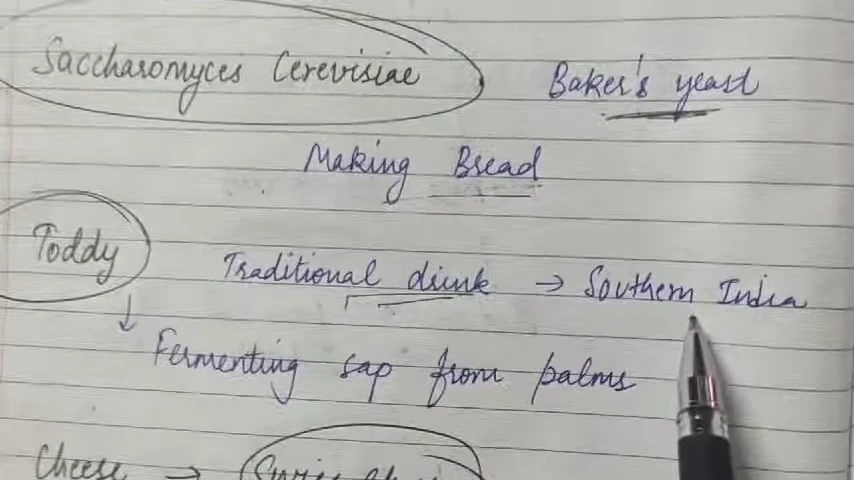 Saccharomyces Cerevisiae Baker's yeast
Making Bread
Toddy Traditional drink → Southern India
↓ Fermenting sap from palms
Cheese →